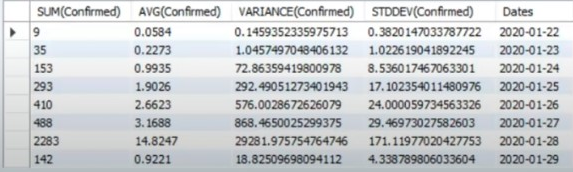 SUM(Confirmed) AVG(Confirmed) VARIANCE(Confirmed) STDDEV(Confirmed) Dates
9 0.0584 0.1459352335975713 0.3820147033787722 2020-01-22
35 0.2273 1.0457497048406132 1.022619041892245 2020-01-23
153 0.9935 72.86359419800978 8.536017467063301 2020-01-24
293 1.9026 292.49051273401943 17.102354011480976 2020-01-25
410 2.6623 576.0028672626079 24.000059734563326 2020-01-26
488 3.1688 868.4650025299375 29.46973027582603 2020-01-27
2283 14.8247 29281.975754764746 171.11977020427753 2020-01-28
142 0.9221 18.82509698094112 4.338789806033604 2020-01-29